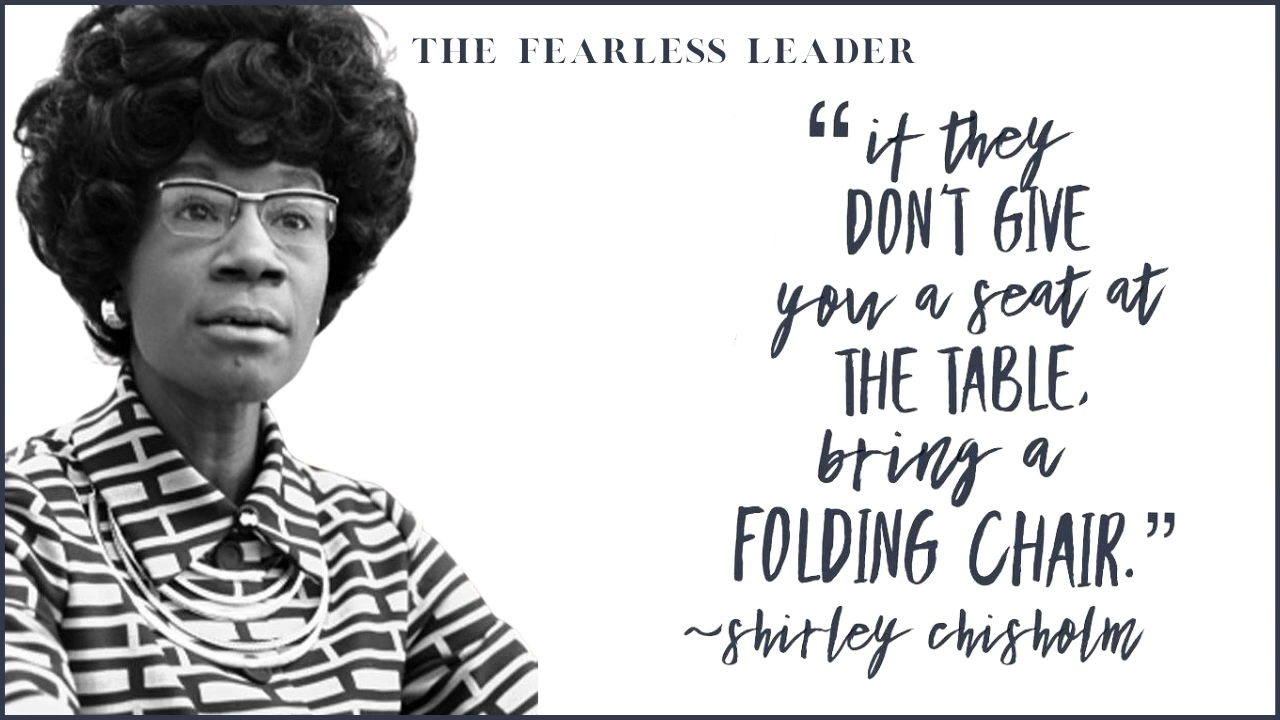 THE FEARLESS LEADER
“if they
DON'T GIVE
you a seat at
THE TABLE,
bring a
FOLDING CHAIR.”
~shirley chisholm